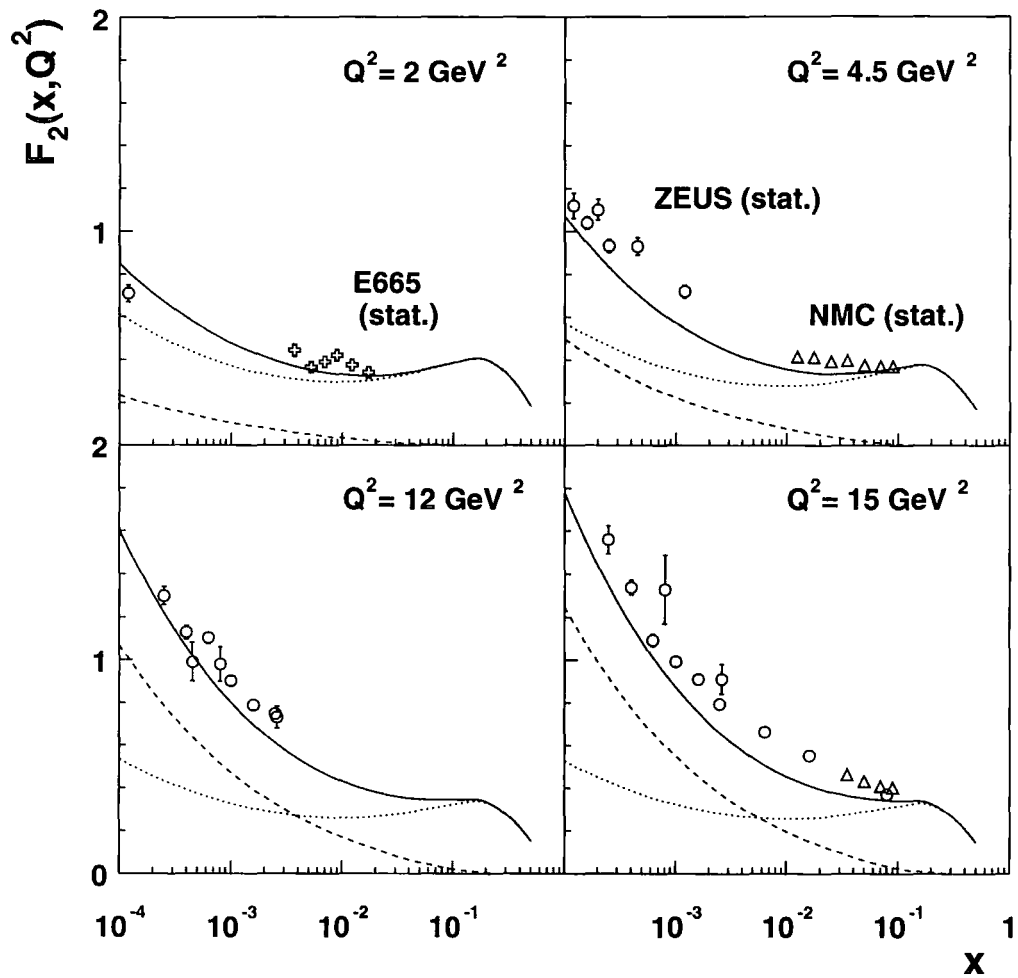 F₂(x,Q²)
2
Q² = 2 GeV ²
Q² = 4.5 GeV ²
ZEUS (stat.)
1
E665
(stat.)
NMC (stat.)
2
Q² = 12 GeV ²
Q² = 15 GeV ²
1
0
10⁻⁴ 10⁻³ 10⁻² 10⁻¹ 10⁻³ 10⁻² 10⁻¹ 1
x